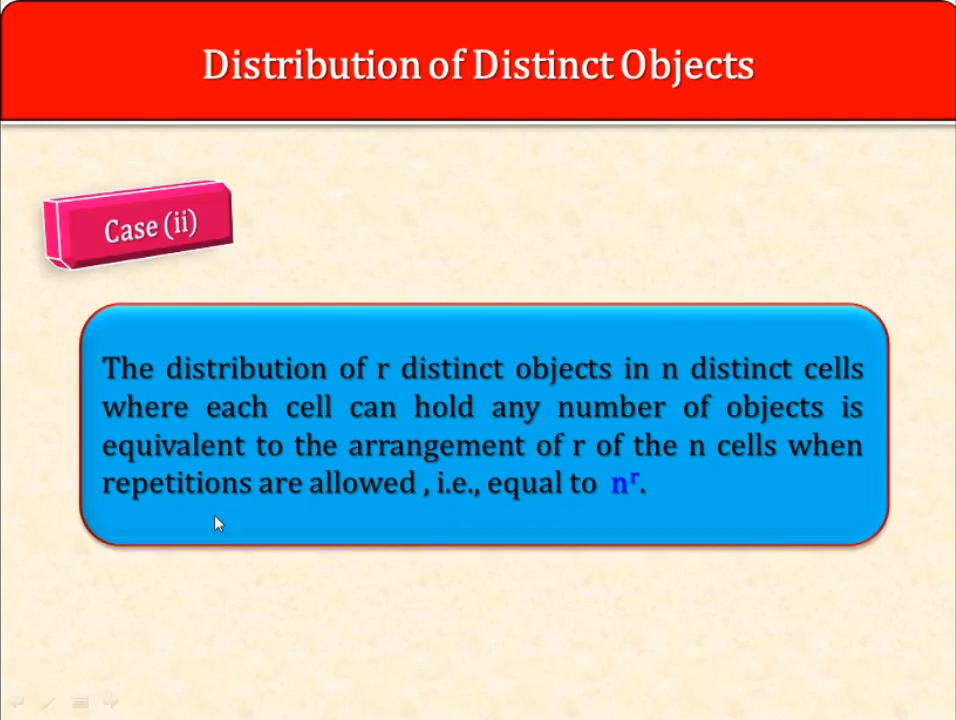 Distribution of Distinct Objects
Case (ii)
The distribution of r distinct objects in n distinct cells
where each cell can hold any number of objects is
equivalent to the arrangement of r of the n cells when
repetitions are allowed , i.e., equal to nʳ.